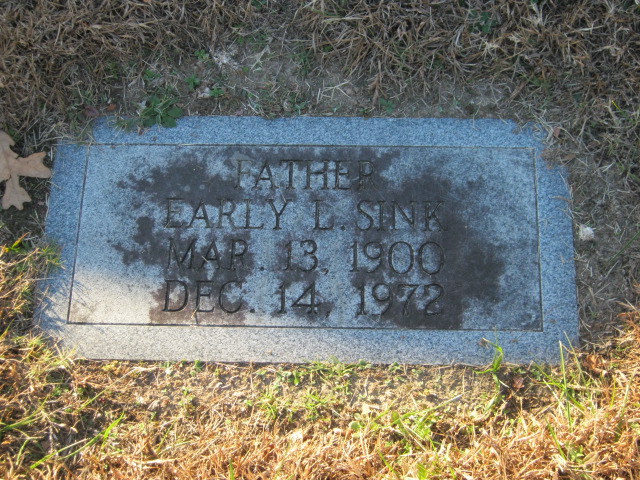 FATHER
EARLY L. SINK
MAR. 13, 1900
DEC. 14, 1972